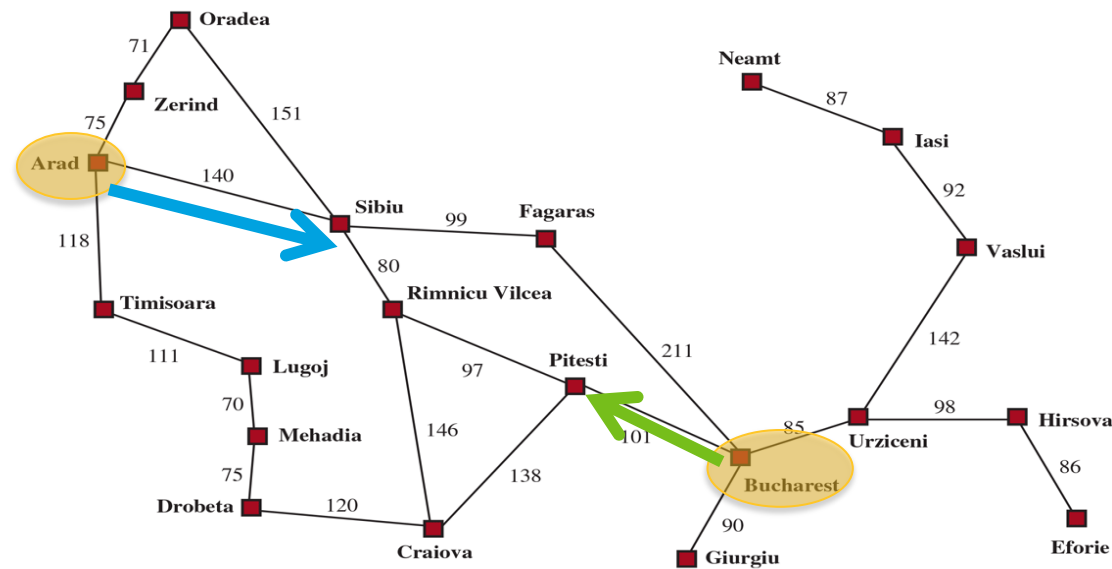 Oradea
71
Neamt
Zerind
87
151
75
Iasi
Arad
140
92
Sibiu
Fagaras
99
118
Vaslui
80
Timisoara
Rimnicu Vilcea
142
111
211
Lugoj
97
Pitesti
70
98
Hirsova
Mehadia
146
101
85
Urziceni
75
138
86
Bucharest
Drobeta
120
90
Craiova
Giurgiu
Eforie